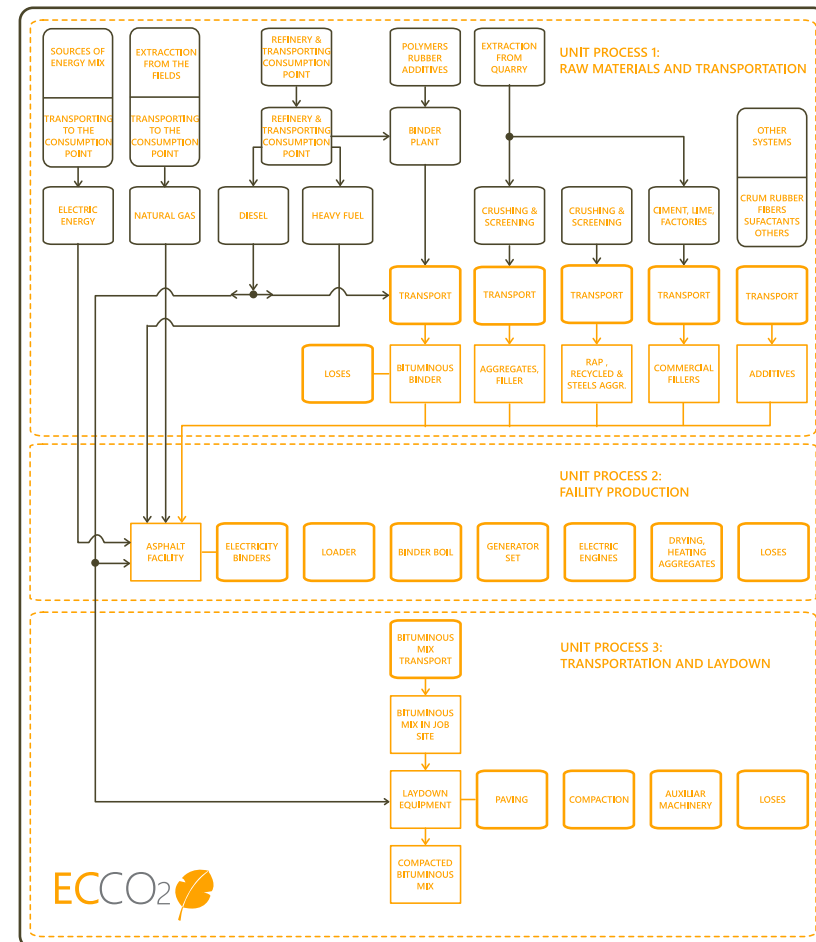 UNIT PROCESS 1:
RAW MATERIALS AND TRANSPORTATION
SOURCES OF
ENERGY MIX
TRANSPORTING
TO THE
CONSUMPTION
POINT
EXTRACCTION
FROM THE
FIELDS
TRANSPORTING
TO THE
CONSUMPTION
POINT
REFINERY &
TRANSPORTING
CONSUMPTION
POINT
REFINERY &
TRANSPORTING
CONSUMPTION
POINT
POLYMERS
RUBBER
ADDITIVES
BINDER
PLANT
EXTRACTION
FROM
QUARRY
OTHER
SYSTEMS
CRUM RUBBER
FIBERS
SUFACTANTS
OTHERS
ELECTRIC
ENERGY
NATURAL GAS
DIESEL
HEAVY FUEL
CRUSHING &
SCREENING
CRUSHING &
SCREENING
CIMENT, LIME,
FACTORIES
TRANSPORT
TRANSPORT
TRANSPORT
TRANSPORT
TRANSPORT
LOSES
BITUMINOUS
BINDER
AGGREGATES,
FILLER
RAP ,
RECYCLED &
STEELS AGGR.
COMMERCIAL
FILLERS
ADDITIVES
UNIT PROCESS 2:
FAILITY PRODUCTION
ASPHALT
FACILITY
ELECTRICITY
BINDERS
LOADER
BINDER BOIL
GENERATOR
SET
ELECTRIC
ENGINES
DRYING,
HEATING
AGGREGATES
LOSES
UNIT PROCESS 3:
TRANSPORTATION AND LAYDOWN
BITUMINOUS
MIX
TRANSPORT
BITUMINOUS
MIX IN JOB
SITE
LAYDOWN
EQUIPMENT
PAVING
COMPACTION
AUXILIAR
MACHINERY
LOSES
COMPACTED
BITUMINOUS
MIX
ECCO2